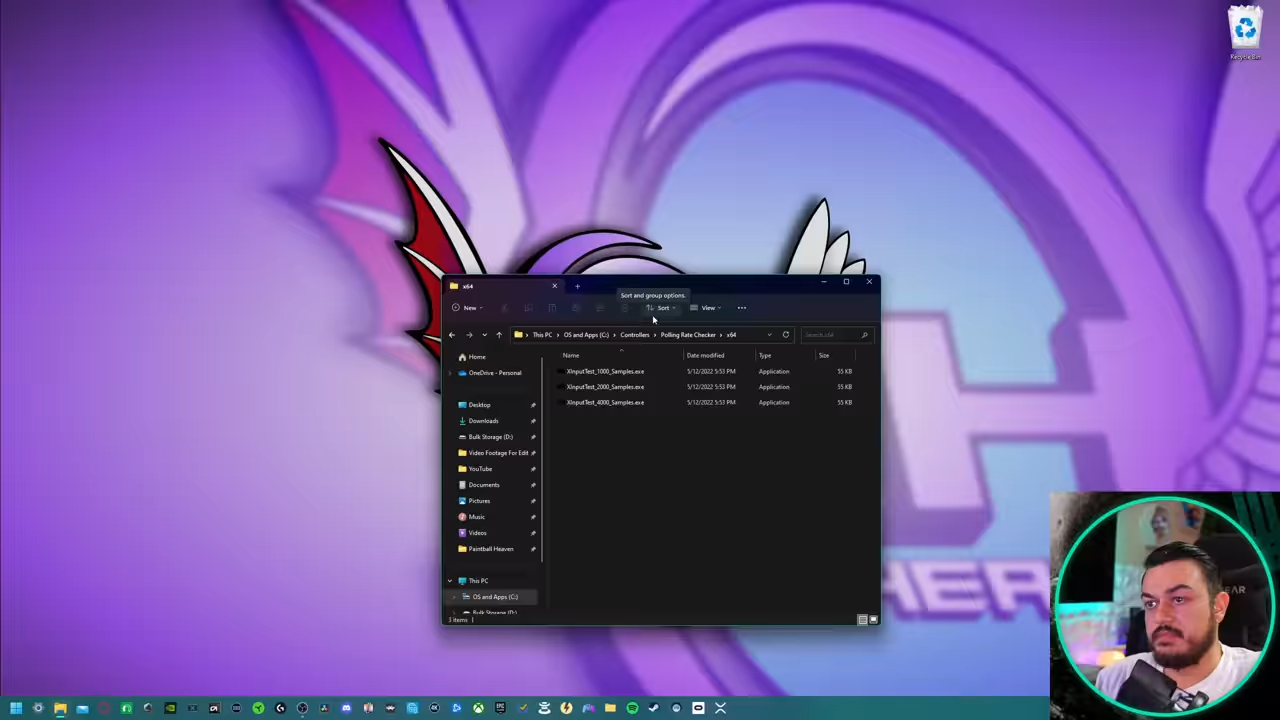 Recycle Bin
x64
Sort and group options.
New
Sort
View
This PC > OS and Apps (C:) > Controllers > Polling Rate Checker > x64
Search x64
Name Date modified Type Size
Home
OneDrive - Personal
Desktop
Downloads
Bulk Storage (D:)
Video Footage For Edit
YouTube
Documents
Pictures
Music
Videos
Paintball Heaven
This PC
OS and Apps (C:)
Bulk Storage (D:)
XInputTest_1000_Samples.exe 5/12/2022 5:53 PM Application 55 KB
XInputTest_2000_Samples.exe 5/12/2022 5:53 PM Application 55 KB
XInputTest_4000_Samples.exe 5/12/2022 5:53 PM Application 55 KB
3 items